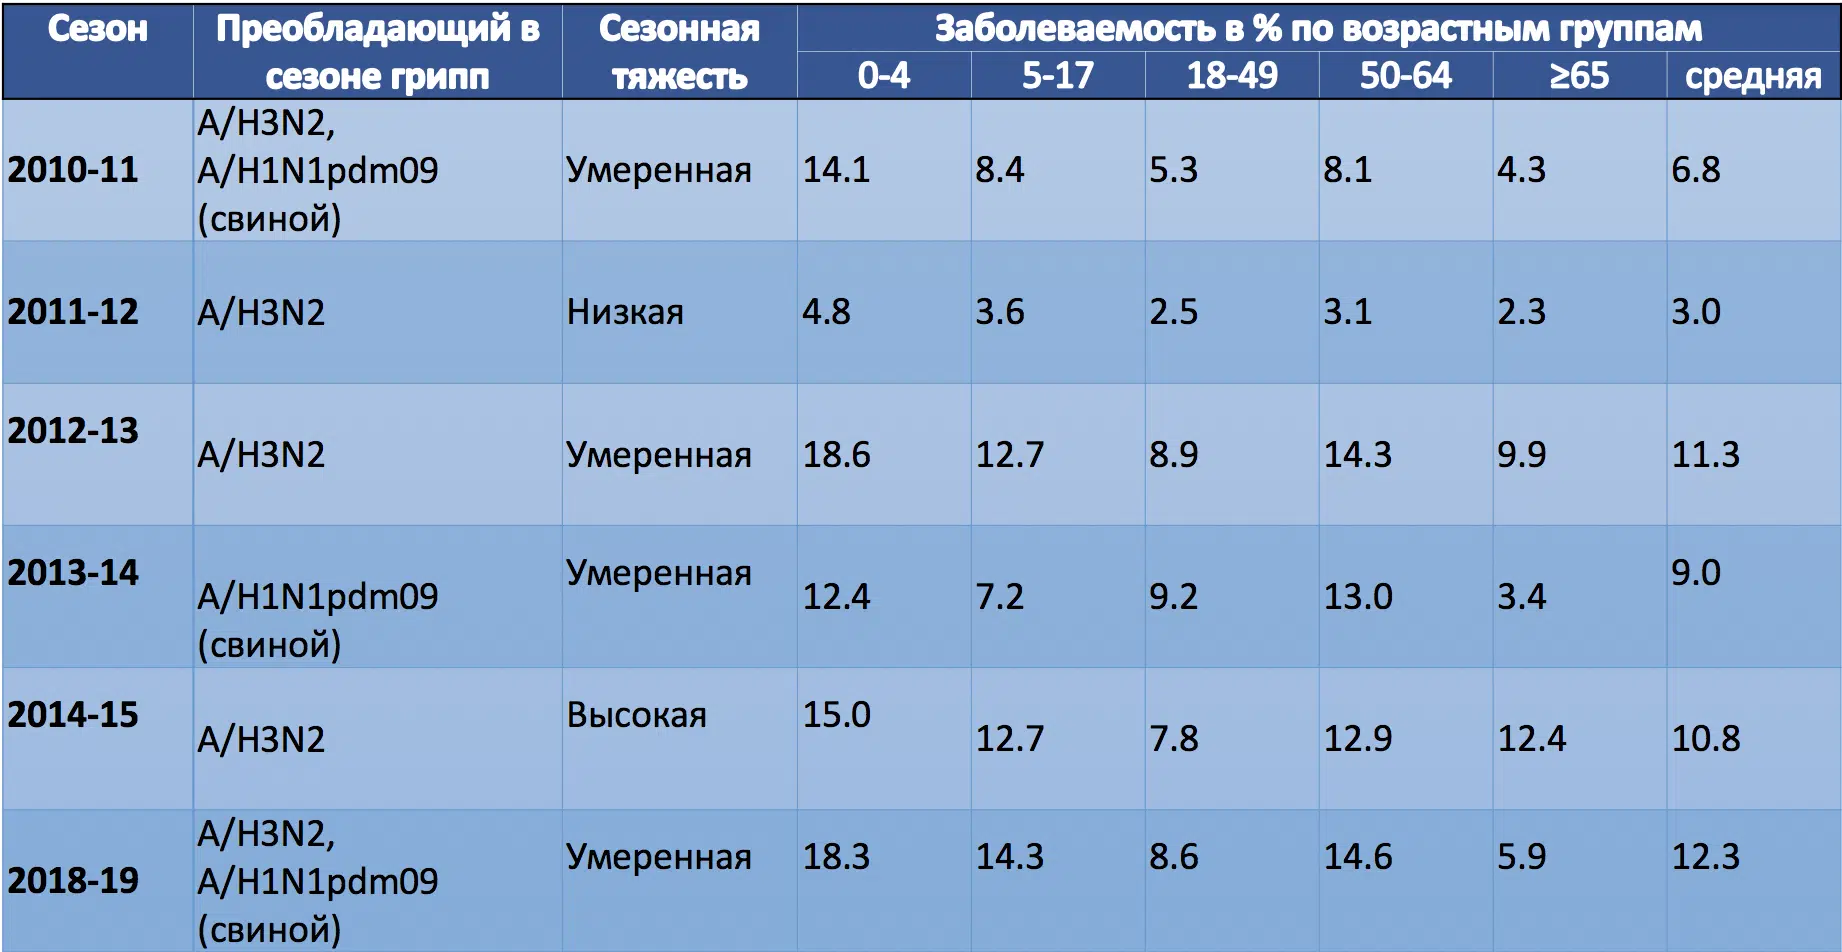 Сезон
Преобладающий в
сезоне грипп
Сезонная
тяжесть
Заболеваемость в % по возрастным группам
0-4 5-17 18-49 50-64 ≥65 средняя
2010-11
A/H3N2,
A/H1N1pdm09
(свиной)
Умеренная 14.1 8.4 5.3 8.1 4.3 6.8
2011-12 A/H3N2 Низкая 4.8 3.6 2.5 3.1 2.3 3.0
2012-13 A/H3N2 Умеренная 18.6 12.7 8.9 14.3 9.9 11.3
2013-14
A/H1N1pdm09
(свиной)
Умеренная 12.4 7.2 9.2 13.0 3.4 9.0
2014-15 A/H3N2 Высокая 15.0 12.7 7.8 12.9 12.4 10.8
2018-19
A/H3N2,
A/H1N1pdm09
(свиной)
Умеренная 18.3 14.3 8.6 14.6 5.9 12.3